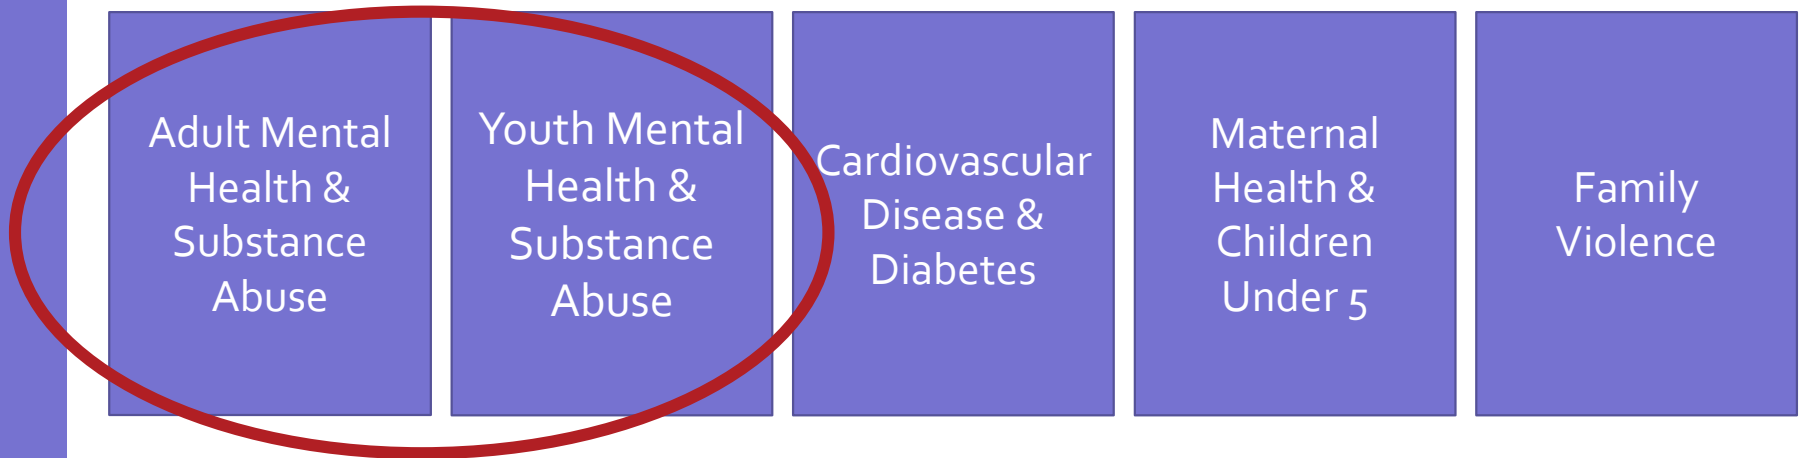 Adult Mental
Health &
Substance
Abuse
Youth Mental
Health &
Substance
Abuse
Cardiovascular
Disease &
Diabetes
Maternal
Health &
Children
Under 5
Family
Violence